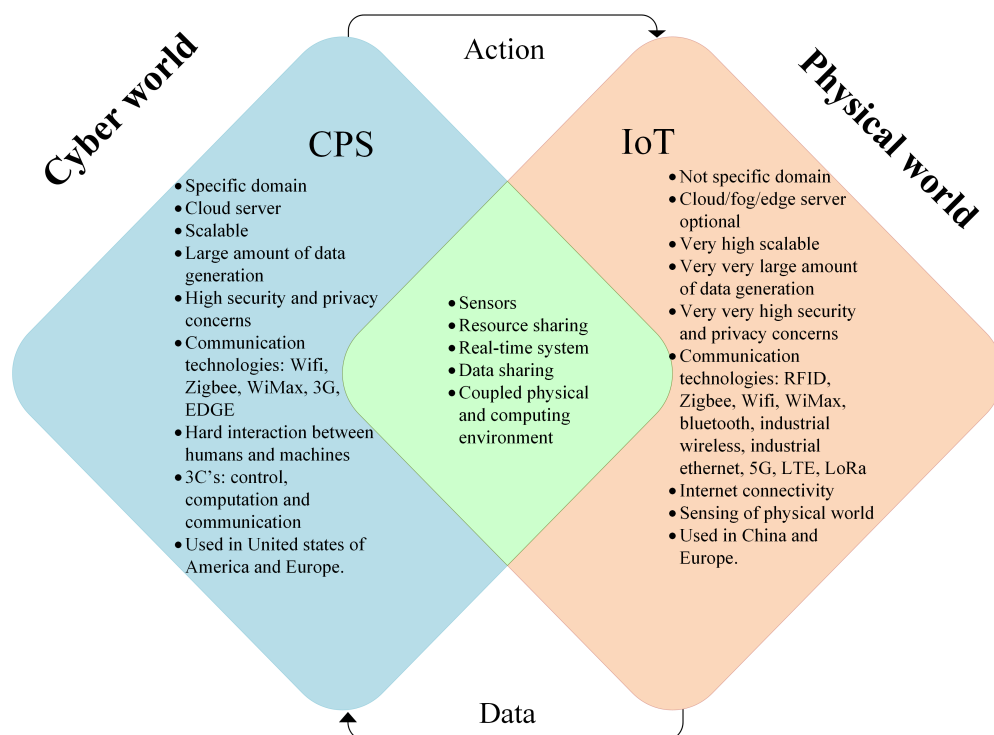 Action
Cyber world
Physical world
CPS
• Specific domain
• Cloud server
• Scalable
• Large amount of data
generation
• High security and privacy
concerns
• Communication
technologies: Wifi,
Zigbee, WiMax, 3G,
EDGE
• Hard interaction between
humans and machines
• 3C's: control,
computation and
communication
• Used in United states of
America and Europe.
• Sensors
• Resource sharing
• Real-time system
• Data sharing
• Coupled physical
and computing
environment
IoT
• Not specific domain
• Cloud/fog/edge server
optional
• Very high scalable
• Very very large amount
of data generation
• Very very high security
and privacy concerns
• Communication
technologies: RFID,
Zigbee, Wifi, WiMax,
bluetooth, industrial
wireless, industrial
ethernet, 5G, LTE, LoRa
• Internet connectivity
• Sensing of physical world
• Used in China and
Europe.
Data